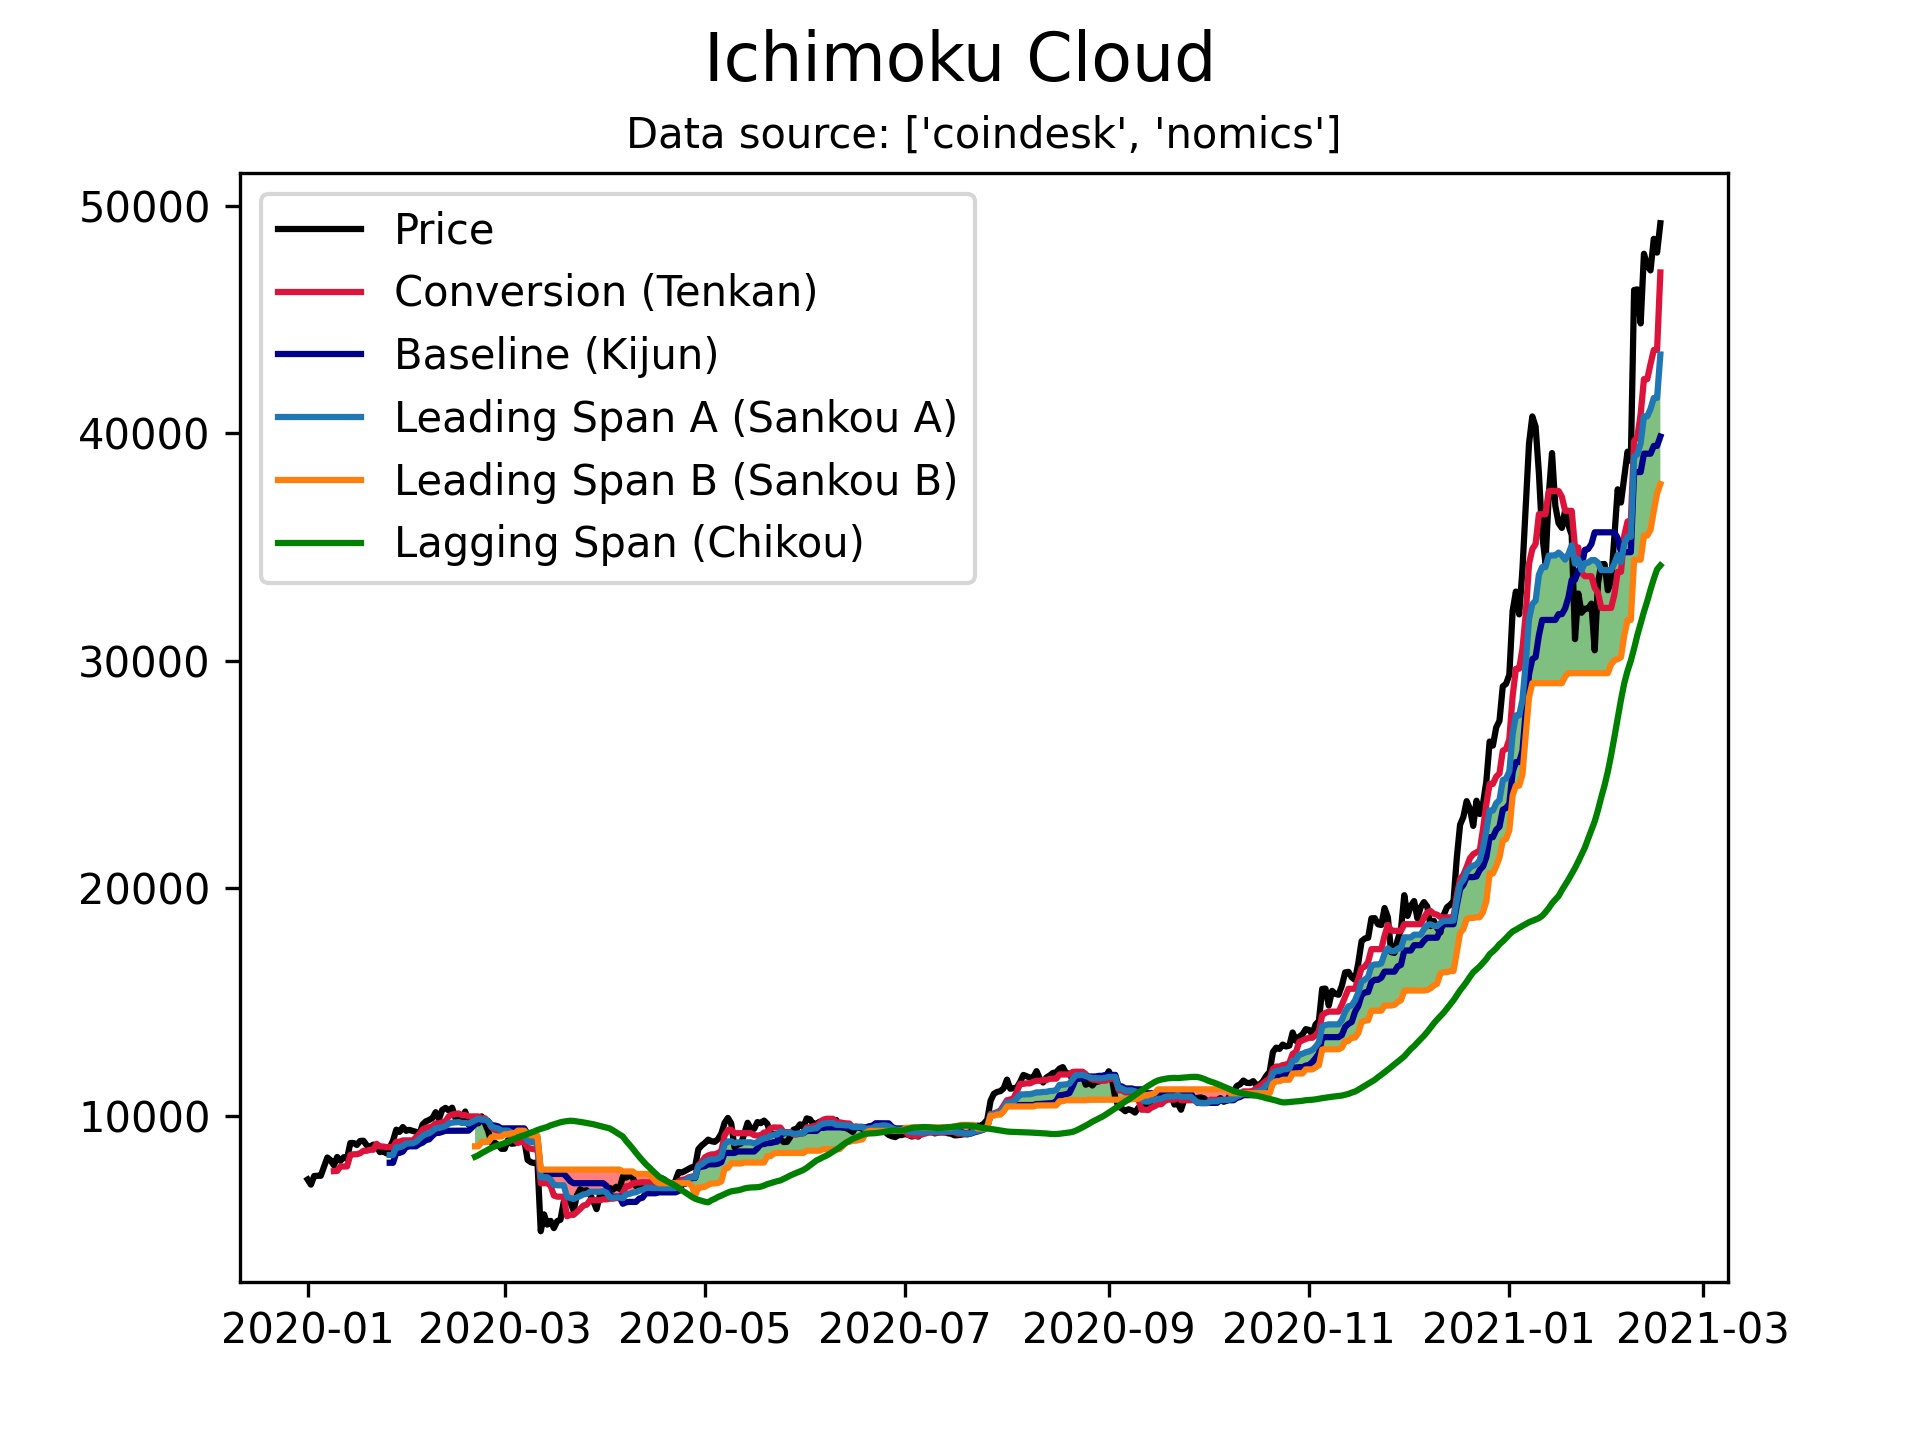 Ichimoku Cloud
Data source: ['coindesk', 'nomics']
50000
40000
30000
20000
10000
Price
Conversion (Tenkan)
Baseline (Kijun)
Leading Span A (Sankou A)
Leading Span B (Sankou B)
Lagging Span (Chikou)
2020-01 2020-03 2020-05 2020-07 2020-09 2020-11 2021-01 2021-03